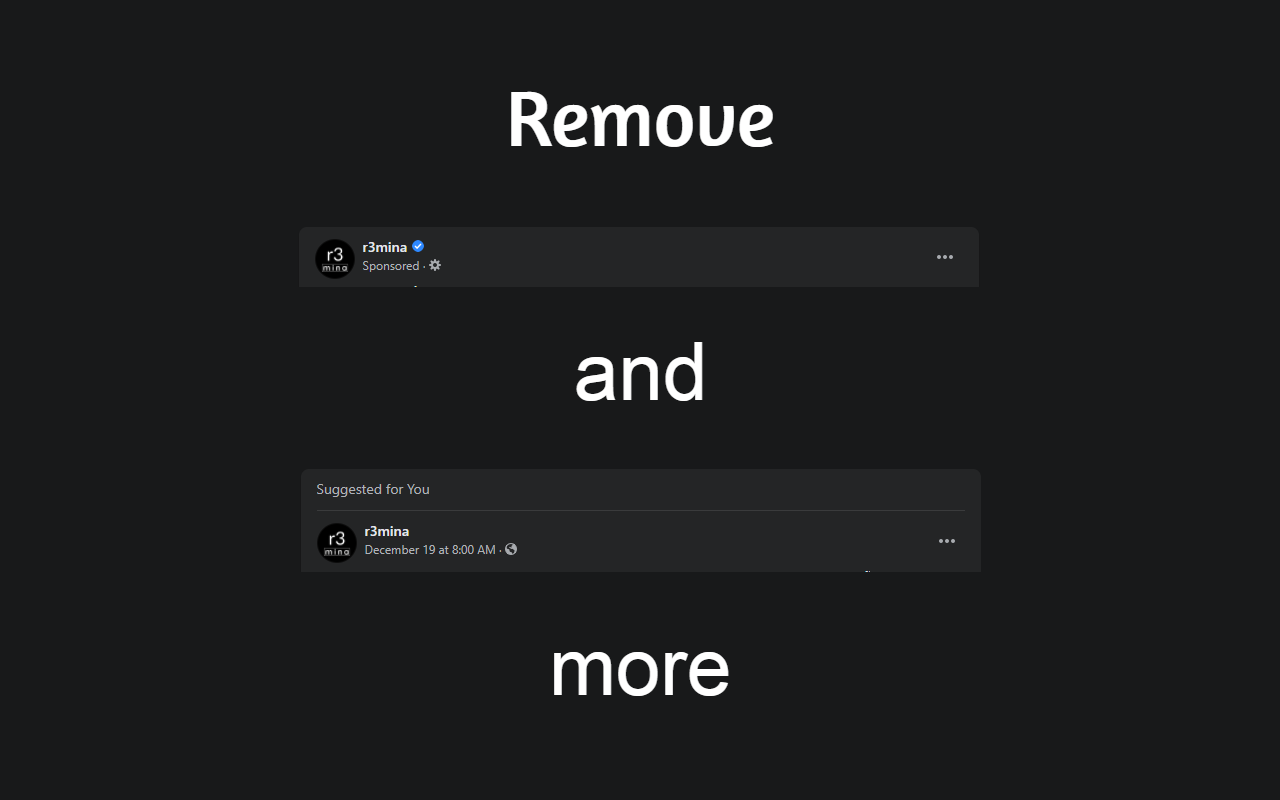 Remove
r3
mina
r3mina
Sponsored ·
and
Suggested for You
r3
mina
r3mina
December 19 at 8:00 AM ·
more